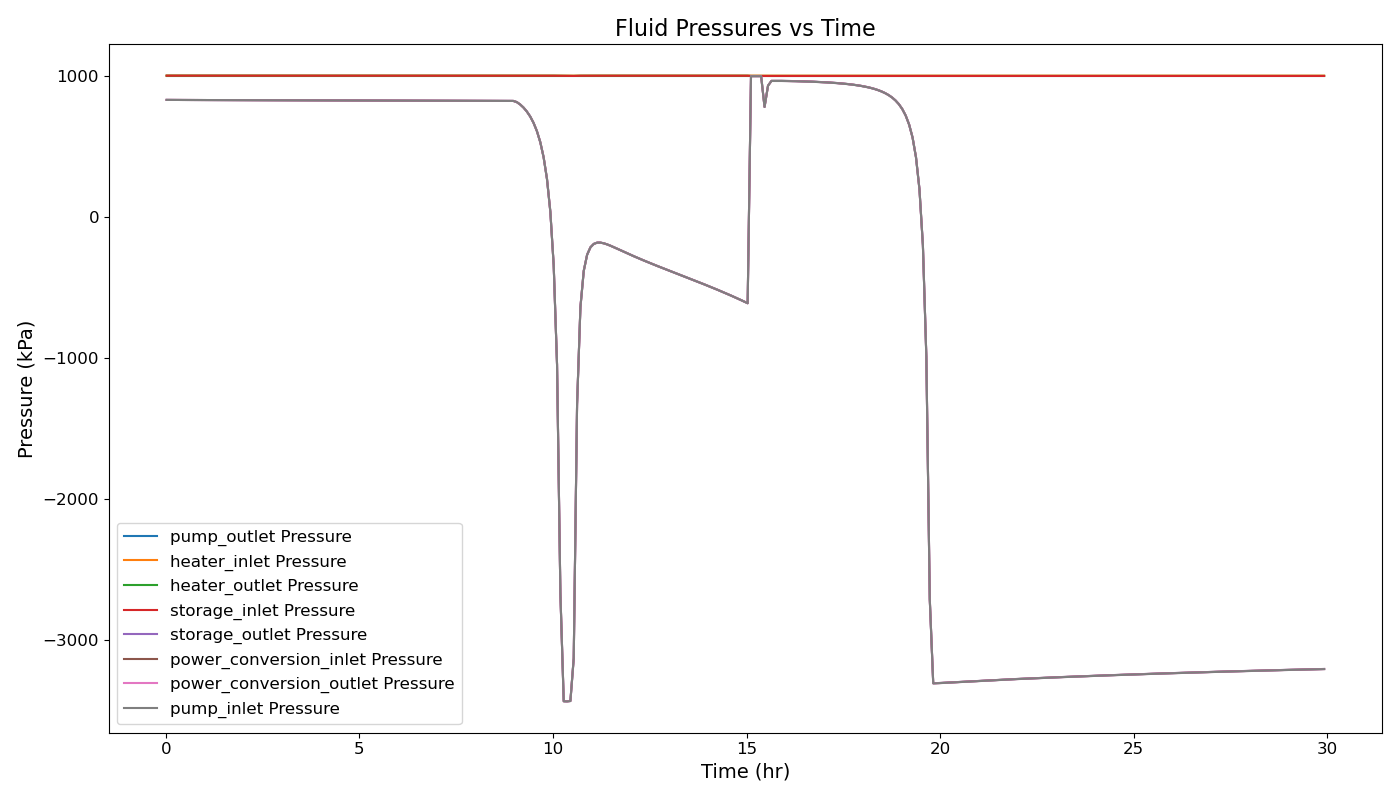 Fluid Pressures vs Time
Pressure (kPa)
1000
0
−1000
−2000
−3000
pump_outlet Pressure
heater_inlet Pressure
heater_outlet Pressure
storage_inlet Pressure
storage_outlet Pressure
power_conversion_inlet Pressure
power_conversion_outlet Pressure
pump_inlet Pressure
0 5 10 15 20 25 30
Time (hr)